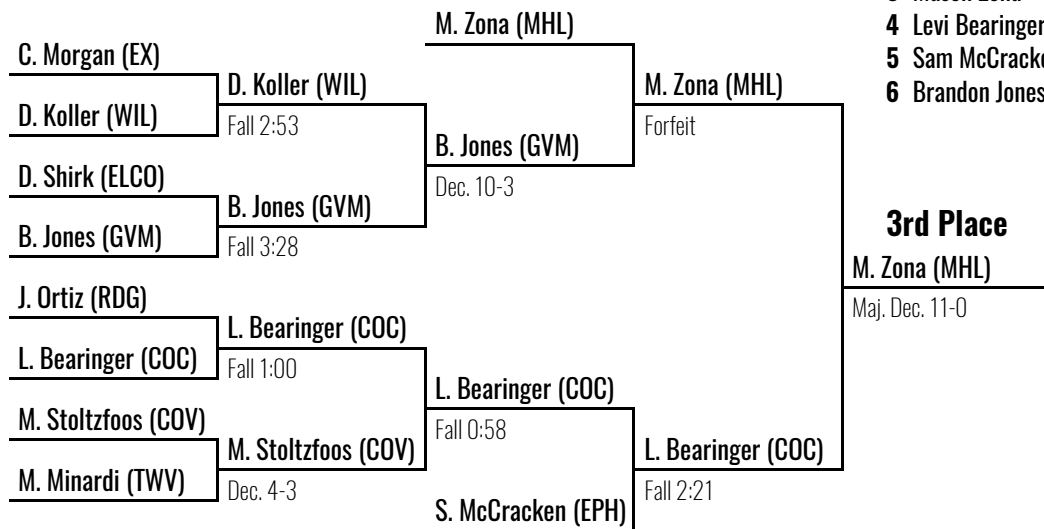 M. Zona (MHL)
4 Levi Bearinger
5
Sam
6 Brandon Jones
C. Morgan (EX)
D. Koller (WIL)
D. Koller (WIL)
Fall 2:53
M. Zona (MHL)
Forfeit
B. Jones (GVM)
Dec. 10-3
D. Shirk (ELCO)
B. Jones (GVM)
B. Jones (GVM)
Fall 3:28
3rd Place
M. Zona (MHL)
Maj. Dec. 11-0
J. Ortiz (RDG)
L. Bearinger (COC)
L. Bearinger (COC)
Fall 1:00
L. Bearinger (COC)
Fall 0:58
M. Stoltzfoos (COV)
M. Stoltzfoos (COV)
M. Minardi (TWV)
Dec. 4-3
L. Bearinger (COC)
Fall 2:21
S. McCracken (EPH)